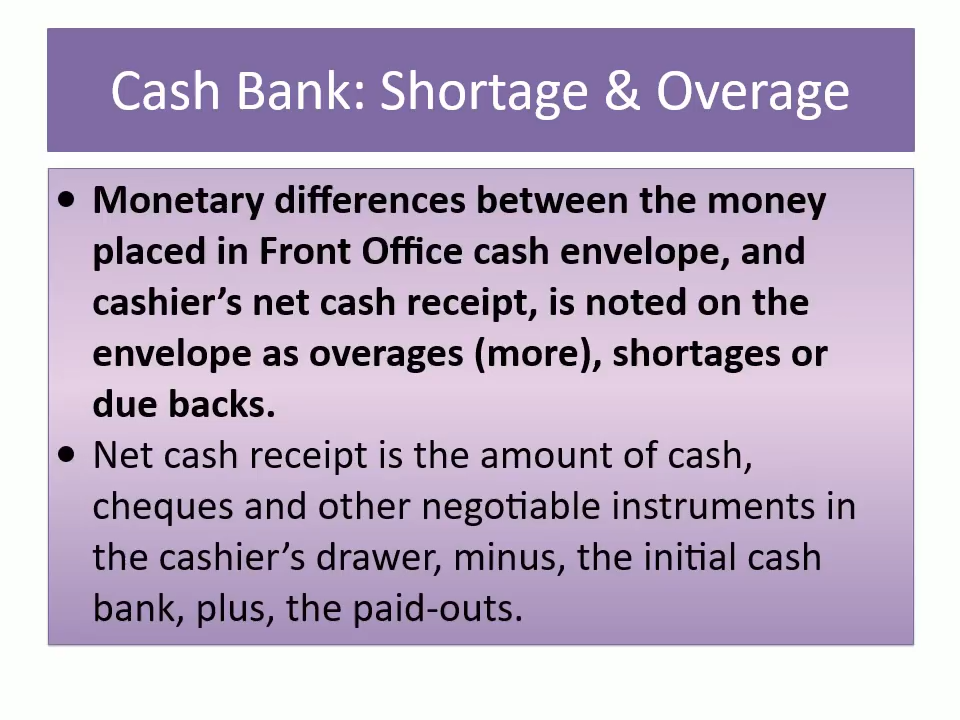 Cash Bank: Shortage & Overage
• Monetary differences between the money
placed in Front Office cash envelope, and
cashier’s net cash receipt, is noted on the
envelope as overages (more), shortages or
due backs.
• Net cash receipt is the amount of cash,
cheques and other negotiable instruments in
the cashier’s drawer, minus, the initial cash
bank, plus, the paid-outs.